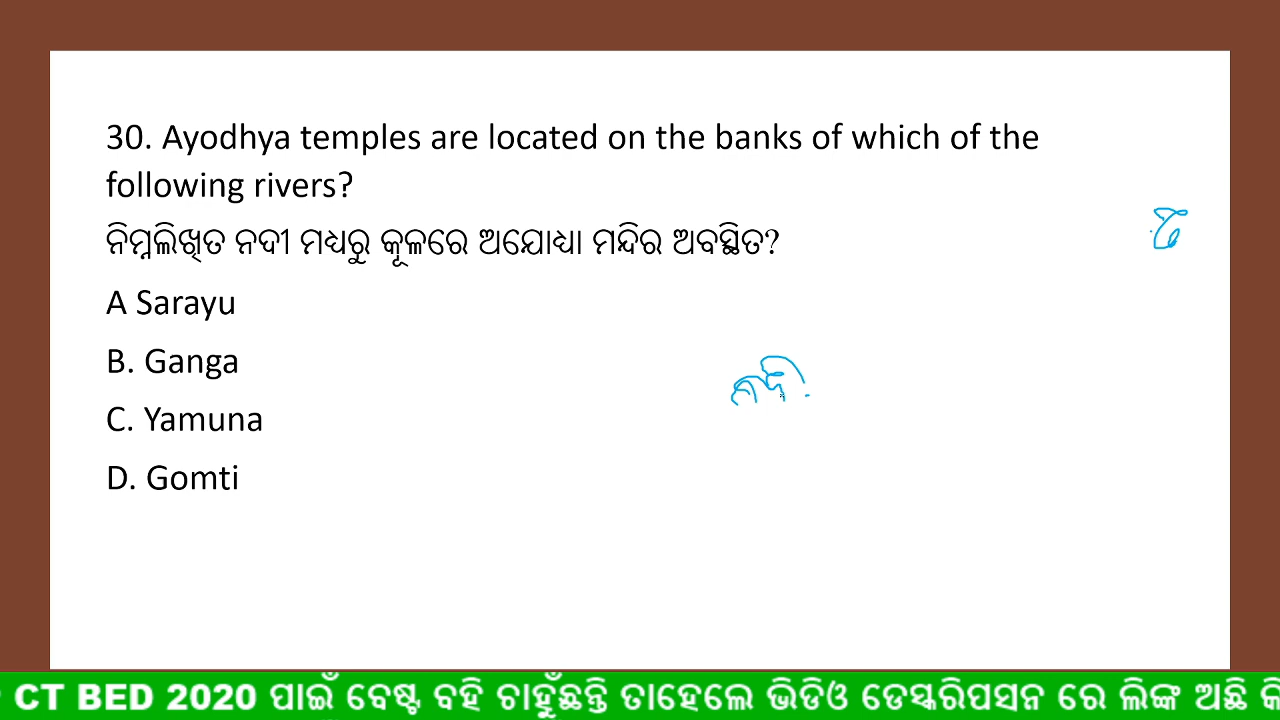 30. Ayodhya temples are located on the banks of which of the
following rivers?
ନିମ୍ନଲିଖିତ ନଦୀ ମଧ୍ୟରୁ କୂଳରେ ଅଯୋଧ୍ୟା ମନ୍ଦିର ଅବସ୍ଥିତ?
A Sarayu
B. Ganga
C. Yamuna
D. Gomti
CT BED 2020 ପାଇଁ ବେଷ୍ଟ ବହି ଚାହୁଁଛନ୍ତି ତାହେଲେ ଭିଡିଓ ଡେସ୍କରିପସନ ରେ ଲିଙ୍କ ଅଛି